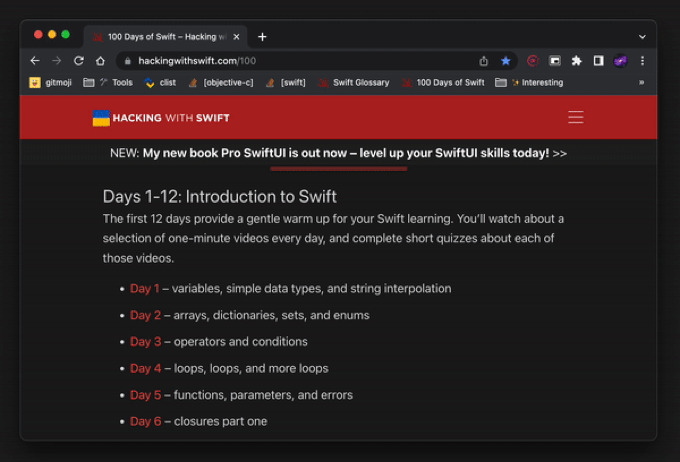 100 Days of Swift – Hacking w
hackingwithswift.com/100
gitmoji Tools clist [objective-c] [swift] Swift Glossary 100 Days of Swift Interesting »
HACKING WITH SWIFT
NEW: My new book Pro SwiftUI is out now – level up your SwiftUI skills today! >>
Days 1-12: Introduction to Swift
The first 12 days provide a gentle warm up for your Swift learning. You’ll watch about a
selection of one-minute videos every day, and complete short quizzes about each of
those videos.
• Day 1 – variables, simple data types, and string interpolation
• Day 2 – arrays, dictionaries, sets, and enums
• Day 3 – operators and conditions
• Day 4 – loops, loops, and more loops
• Day 5 – functions, parameters, and errors
• Day 6 – closures part one